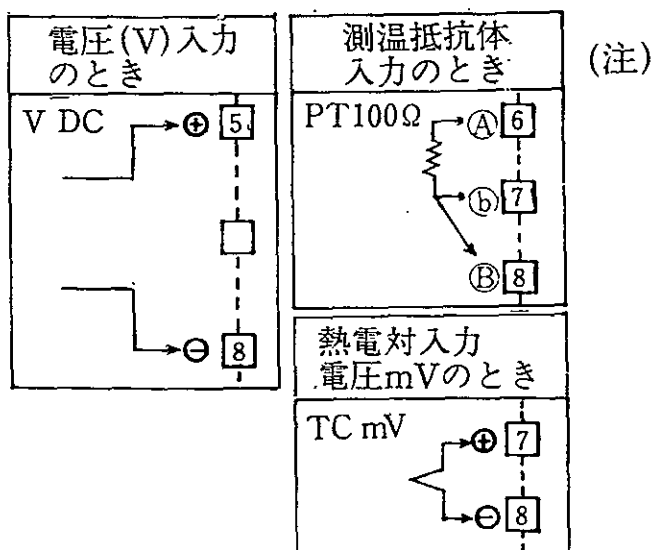 電圧(V)入力
のとき
V DC
⊕ 5
⊖ 8
測温抵抗体
入力のとき
(注)
PT100Ω
Ⓐ 6
ⓑ 7
Ⓑ 8
熱電対入力
電圧mVのとき
TC mV
⊕ 7
⊖ 8